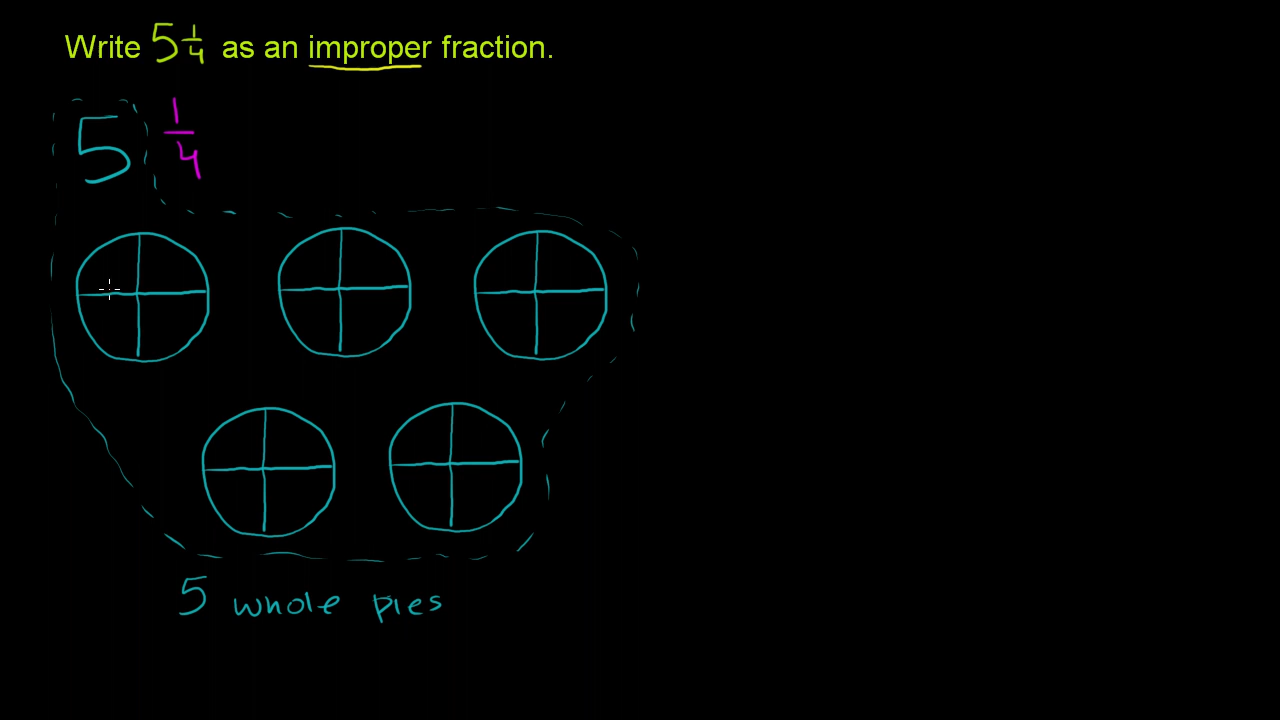 Write 5 1/4 as an improper fraction.
5 1/4
5 whole pies